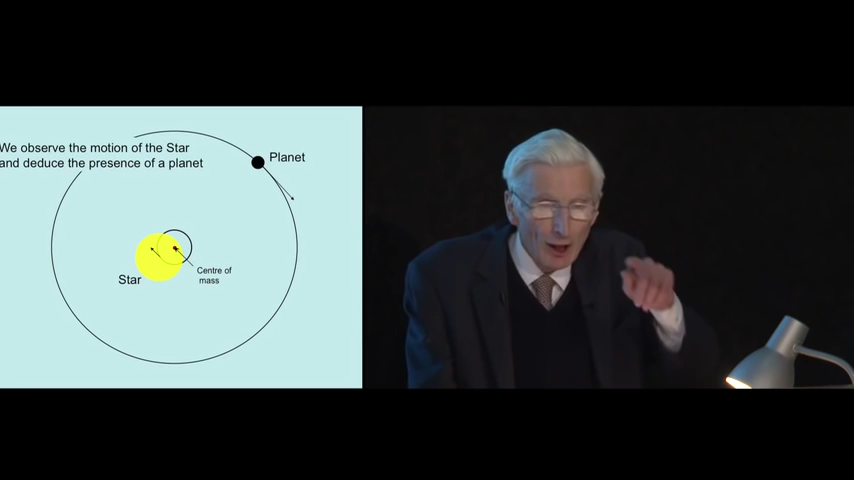 We observe the motion of the Star
and deduce the presence of a planet
Planet
Centre of
mass
Star